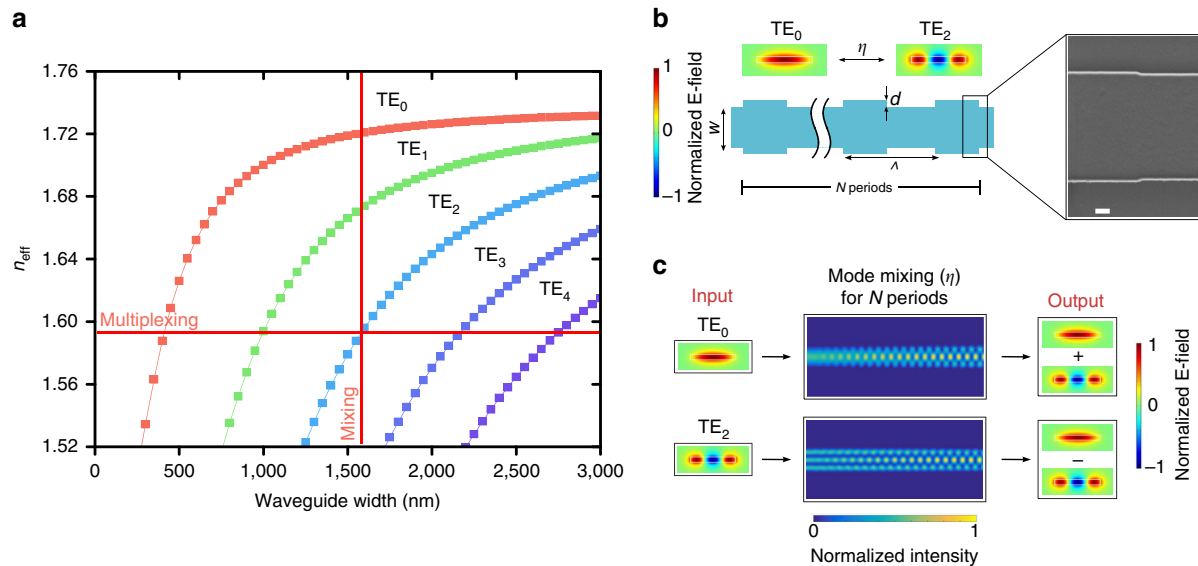 a
1.76
1.72
1.68
1.64
1.60
1.56
1.52
n_eff
TE0
TE1
TE2
TE3
TE4
Multiplexing
Mixing
0
500
1,000
1,500
2,000
2,500
3,000
Waveguide width (nm)
b
1
0
−1
Normalized E-field
TE0
η
TE2
d
w
Λ
N periods
c
Input
Mode mixing (η)
for N periods
Output
TE0
+
TE2
−
0
1
Normalized intensity
1
0
−1
Normalized E-field